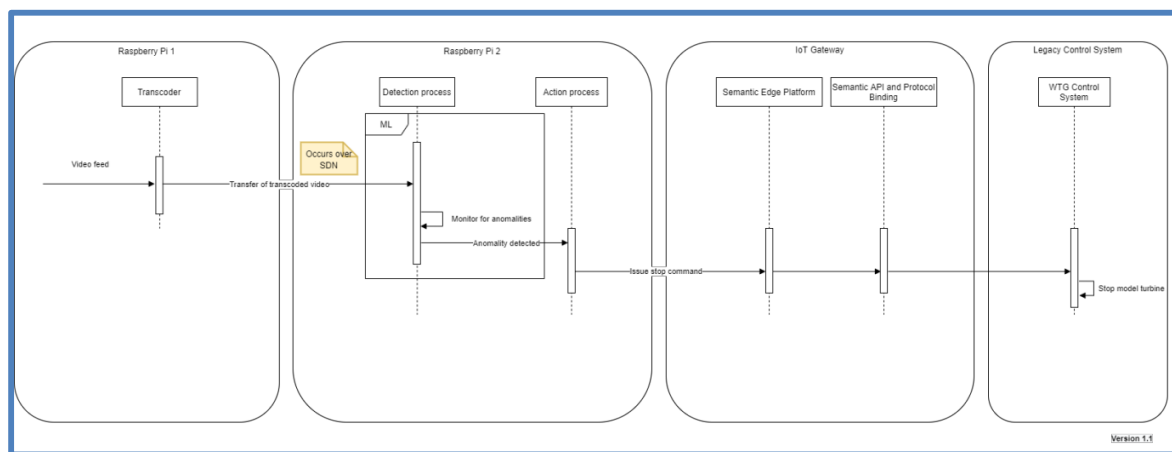 Raspberry Pi 1
Raspberry Pi 2
IoT Gateway
Legacy Control System
Transcoder
Detection process
Action process
Semantic Edge Platform
Semantic API and Protocol
Binding
WTG Control
System
ML
Occurs over
SDN
Video feed
Transfer of transcoded video
Monitor for anomalities
Anomality detected
Issue stop command
Stop model turbine
Version 1.1